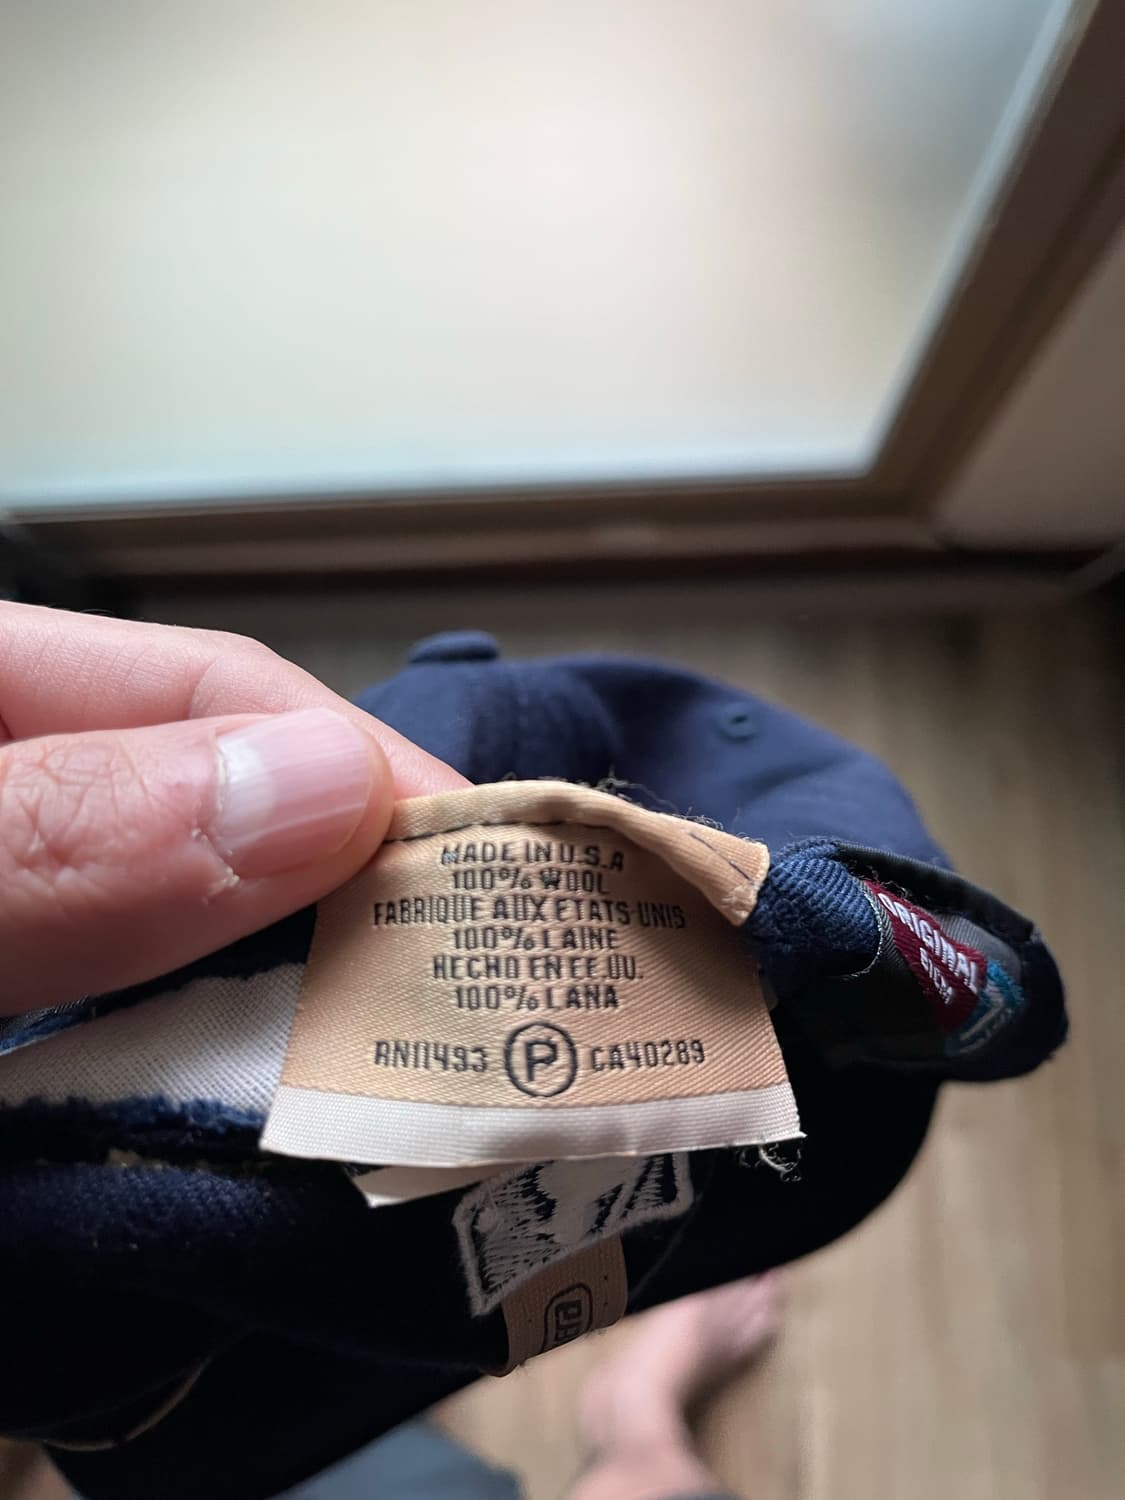 MADE IN U.S.A
100% WOOL
FABRIQUE AUX ETATS-UNIS
100% LAINE
HECHO EN EE.UU.
100% LANA
RN11493 P CA40289
ORIGINAL